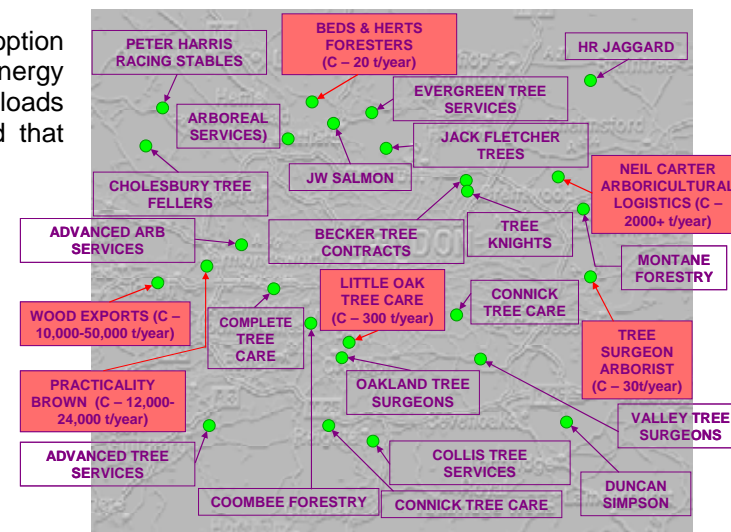 option
nergy
loads
d that
PETER HARRIS
RACING STABLES
BEDS & HERTS
FORESTERS
(C – 20 t/year)
HR JAGGARD
EVERGREEN TREE
SERVICES
ARBOREAL
SERVICES)
JACK FLETCHER
TREES
CHOLESBURY TREE
FELLERS
JW SALMON
NEIL CARTER
ARBORICULTURAL
LOGISTICS (C –
2000+ t/year)
ADVANCED ARB
SERVICES
BECKER TREE
CONTRACTS
TREE
KNIGHTS
MONTANE
FORESTRY
WOOD EXPORTS (C –
10,000-50,000 t/year)
COMPLETE
TREE
CARE
LITTLE OAK
TREE CARE
(C – 300 t/year)
CONNICK
TREE CARE
TREE
SURGEON
ARBORIST
(C – 30t/year)
PRACTICALITY
BROWN (C – 12,000-
24,000 t/year)
OAKLAND TREE
SURGEONS
VALLEY TREE
SURGEONS
ADVANCED TREE
SERVICES
COLLIS TREE
SERVICES
COOMBEE FORESTRY
CONNICK TREE CARE
DUNCAN
SIMPSON